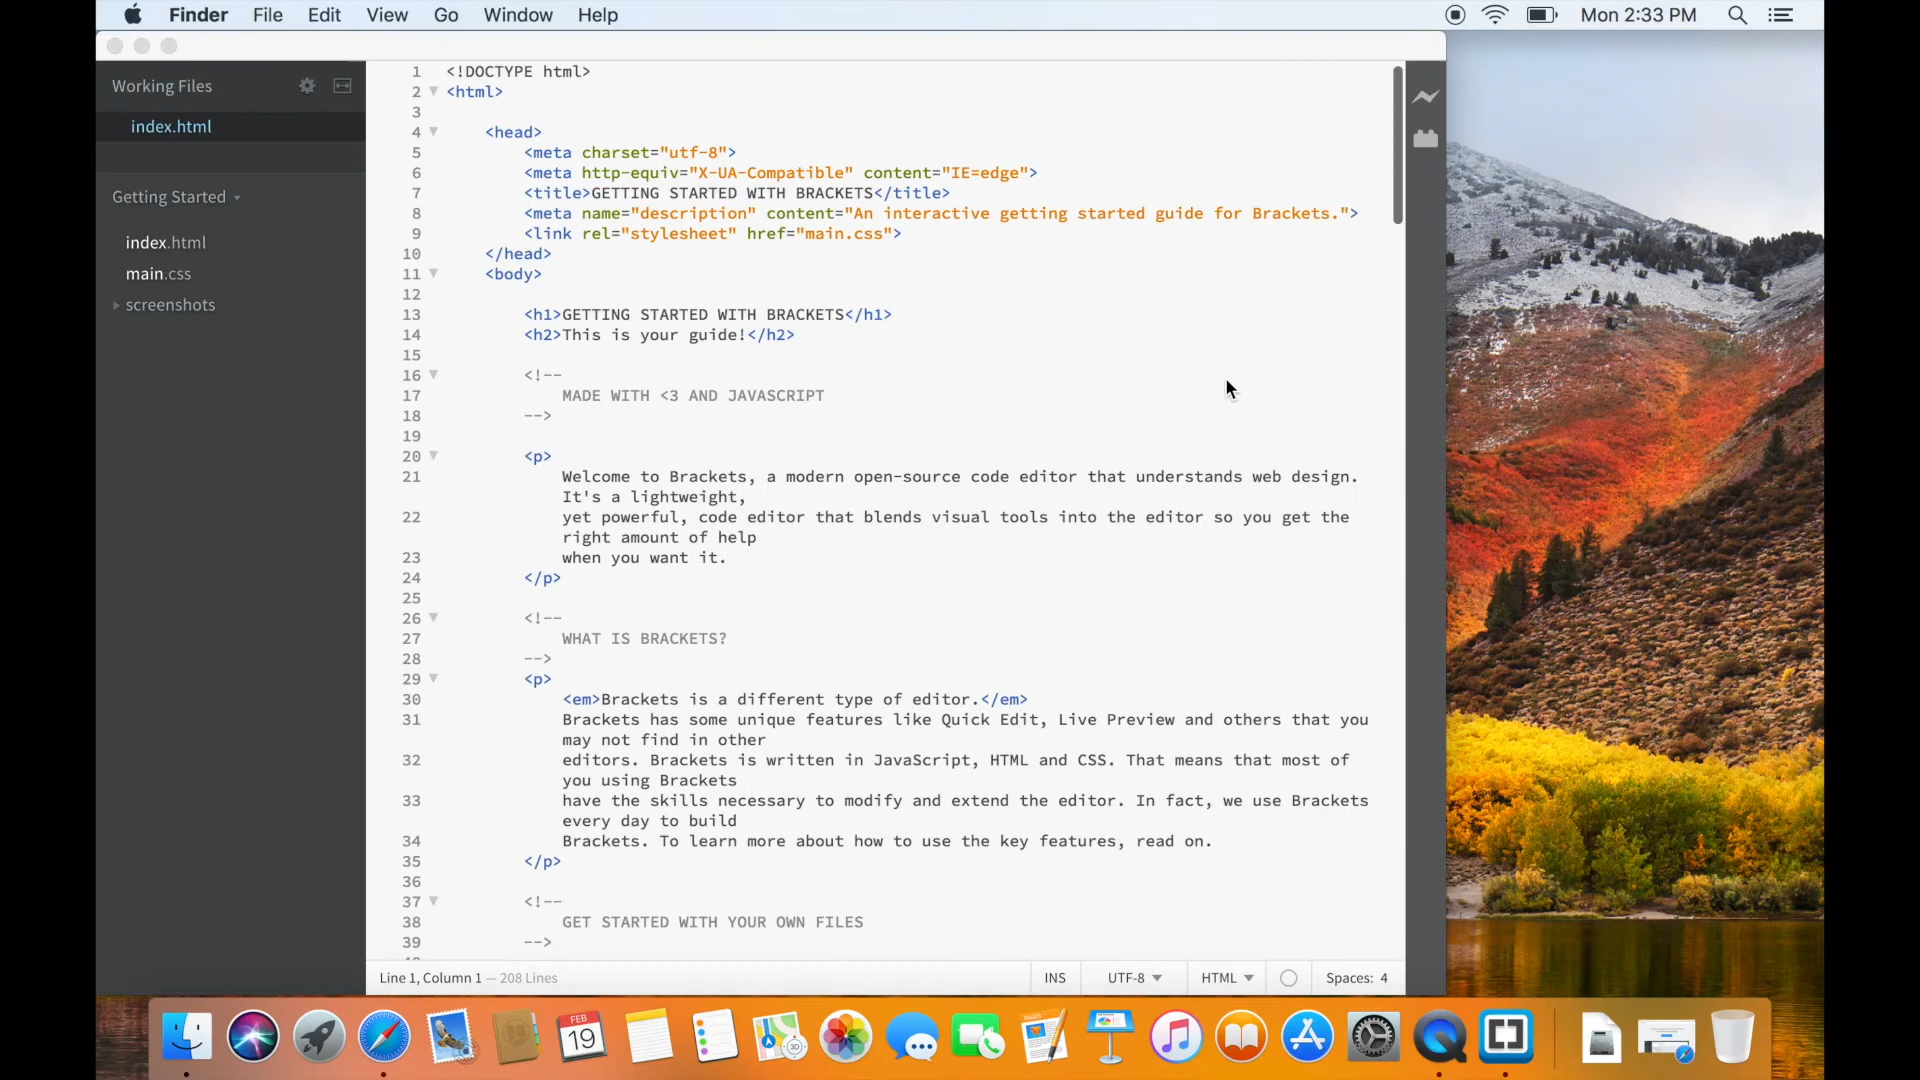 Finder File Edit View Go Window Help Mon 2:33 PM
Working Files
index.html
Getting Started
index.html
main.css
screenshots
1 <!DOCTYPE html>
2 <html>
3
4 <head>
5 <meta charset="utf-8">
6 <meta http-equiv="X-UA-Compatible" content="IE=edge">
7 <title>GETTING STARTED WITH BRACKETS</title>
8 <meta name="description" content="An interactive getting started guide for Brackets.">
9 <link rel="stylesheet" href="main.css">
10 </head>
11 <body>
12
13 <h1>GETTING STARTED WITH BRACKETS</h1>
14 <h2>This is your guide!</h2>
15
16 <!--
17 MADE WITH <3 AND JAVASCRIPT
18 -->
19
20 <p>
21 Welcome to Brackets, a modern open-source code editor that understands web design.
It's a lightweight,
22 yet powerful, code editor that blends visual tools into the editor so you get the
right amount of help
23 when you want it.
24 </p>
25
26 <!--
27 WHAT IS BRACKETS?
28 -->
29 <p>
30 <em>Brackets is a different type of editor.</em>
31 Brackets has some unique features like Quick Edit, Live Preview and others that you
may not find in other
32 editors. Brackets is written in JavaScript, HTML and CSS. That means that most of
you using Brackets
33 have the skills necessary to modify and extend the editor. In fact, we use Brackets
every day to build
34 Brackets. To learn more about how to use the key features, read on.
35 </p>
36
37 <!--
38 GET STARTED WITH YOUR OWN FILES
39 -->
Line 1, Column 1 — 208 Lines INS UTF-8 HTML Spaces: 4
FEB
19
3D